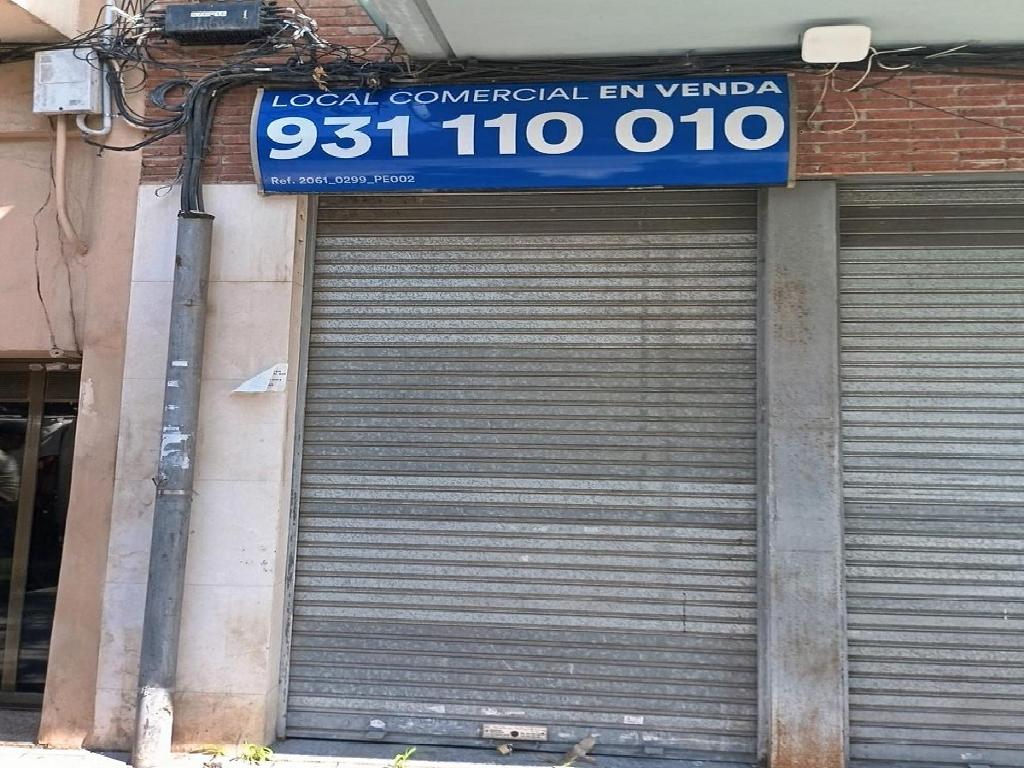 LOCAL COMERCIAL EN VENDA
931 110 010
Ref. 2061_0299_PE002